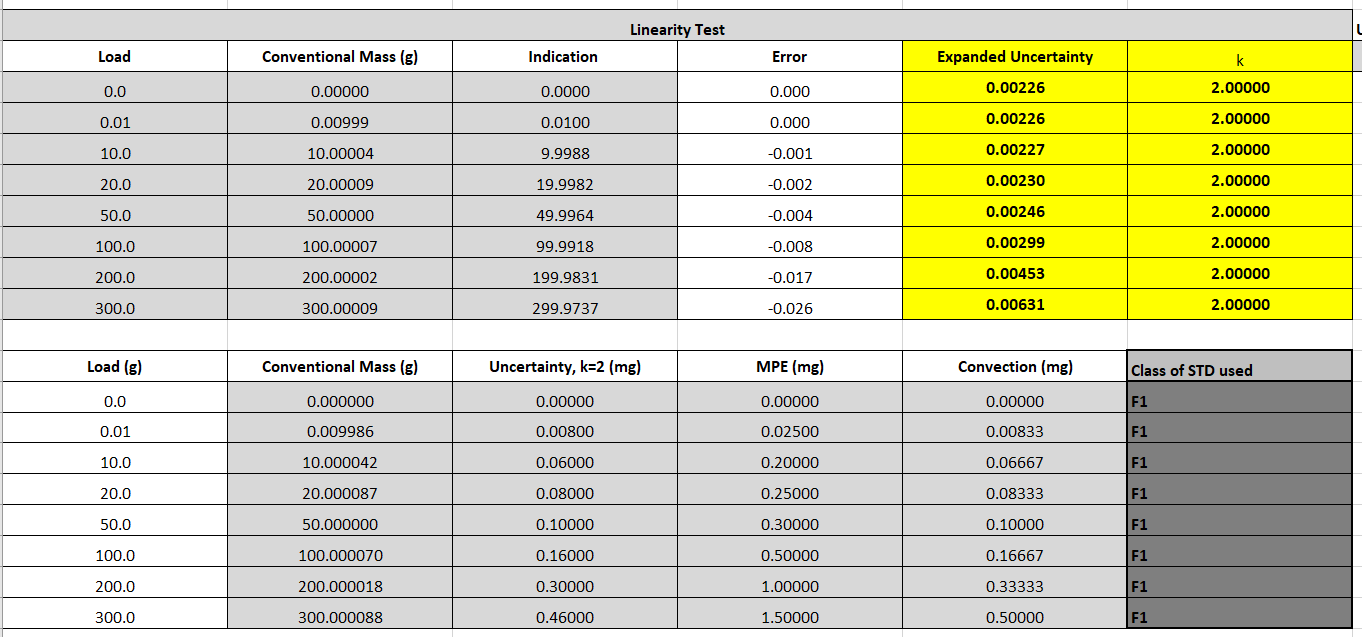 Linearity Test
Load Conventional Mass (g) Indication Error Expanded Uncertainty k
0.0 0.00000 0.0000 0.000 0.00226 2.00000
0.01 0.00999 0.0100 0.000 0.00226 2.00000
10.0 10.00004 9.9988 -0.001 0.00227 2.00000
20.0 20.00009 19.9982 -0.002 0.00230 2.00000
50.0 50.00000 49.9964 -0.004 0.00246 2.00000
100.0 100.00007 99.9918 -0.008 0.00299 2.00000
200.0 200.00002 199.9831 -0.017 0.00453 2.00000
300.0 300.00009 299.9737 -0.026 0.00631 2.00000
Load (g) Conventional Mass (g) Uncertainty, k=2 (mg) MPE (mg) Convection (mg) Class of STD used
0.0 0.000000 0.00000 0.00000 0.00000 F1
0.01 0.009986 0.00800 0.02500 0.00833 F1
10.0 10.000042 0.06000 0.20000 0.06667 F1
20.0 20.000087 0.08000 0.25000 0.08333 F1
50.0 50.000000 0.10000 0.30000 0.10000 F1
100.0 100.000070 0.16000 0.50000 0.16667 F1
200.0 200.000018 0.30000 1.00000 0.33333 F1
300.0 300.000088 0.46000 1.50000 0.50000 F1